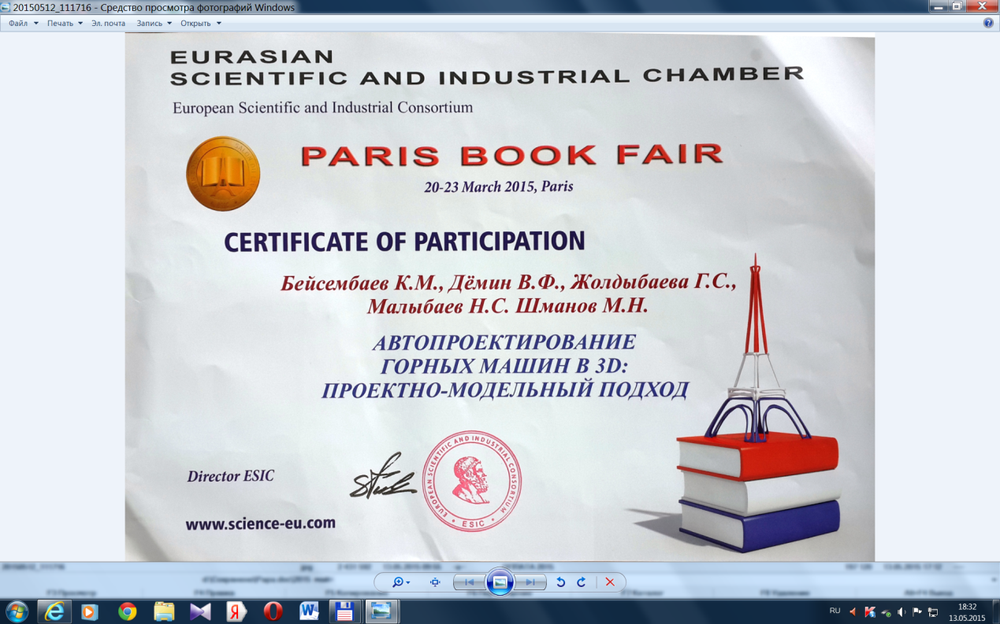 20150512_111716 - Средство просмотра фотографий Windows
Файл Печать Эл. почта Запись Открыть
EURASIAN
SCIENTIFIC AND INDUSTRIAL CHAMBER
European Scientific and Industrial Consortium
PARIS BOOK FAIR
20-23 March 2015, Paris
CERTIFICATE OF PARTICIPATION
Бейсембаев К.М., Дёмин В.Ф., Жолдыбаева Г.С.,
Малыбаев Н.С. Шманов М.Н.
АВТОПРОЕКТИРОВАНИЕ
ГОРНЫХ МАШИН В 3D:
ПРОЕКТНО-МОДЕЛЬНЫЙ ПОДХОД
EUROPEAN SCIENTIFIC AND INDUSTRIAL CONSORTIUM
ESIC
Director ESIC
www.science-eu.com
RU
18:32
13.05.2015